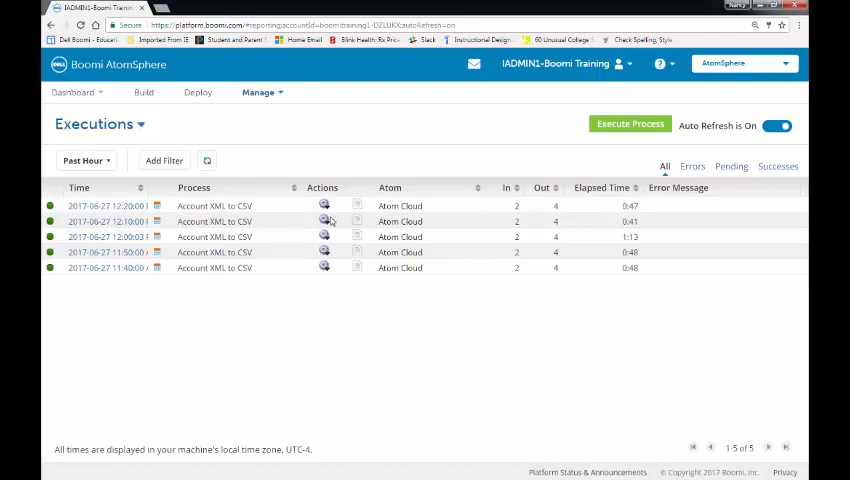 IADMIN1-Boomi Trainin
Nancy
Secure
https://platform.boomi.com/#reporting;accountId=boomitraining1-DZLUKX;autoRefresh=on
Dell Boomi - Educati
Imported From IE
Student and Parent S
Home Email
Blink Health: Rx Pric
Slack
Instructional Design
60 Unusual College S
Check Spelling, Style
DELL Boomi AtomSphere
IADMIN1-Boomi Training
?
AtomSphere
Dashboard
Build
Deploy
Manage
Executions
Execute Process
Auto Refresh is On
Past Hour
Add Filter
All Errors Pending Successes
Time Process Actions Atom In Out Elapsed Time Error Message
2017-06-27 12:20:00 Account XML to CSV Atom Cloud 2 4 0:47
2017-06-27 12:10:00 Account XML to CSV Atom Cloud 2 4 0:41
2017-06-27 12:00:03 Account XML to CSV Atom Cloud 2 4 1:13
2017-06-27 11:50:00 Account XML to CSV Atom Cloud 2 4 0:48
2017-06-27 11:40:00 Account XML to CSV Atom Cloud 2 4 0:48
All times are displayed in your machine's local time zone, UTC-4.
1-5 of 5
Platform Status & Announcements
© Copyright 2017 Boomi, Inc.
Privacy